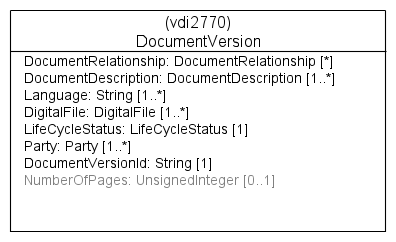 (vdi2770)
DocumentVersion
DocumentRelationship: DocumentRelationship [*]
DocumentDescription: DocumentDescription [1..*]
Language: String [1..*]
DigitalFile: DigitalFile [1..*]
LifeCycleStatus: LifeCycleStatus [1]
Party: Party [1..*]
DocumentVersionId: String [1]
NumberOfPages: UnsignedInteger [0..1]